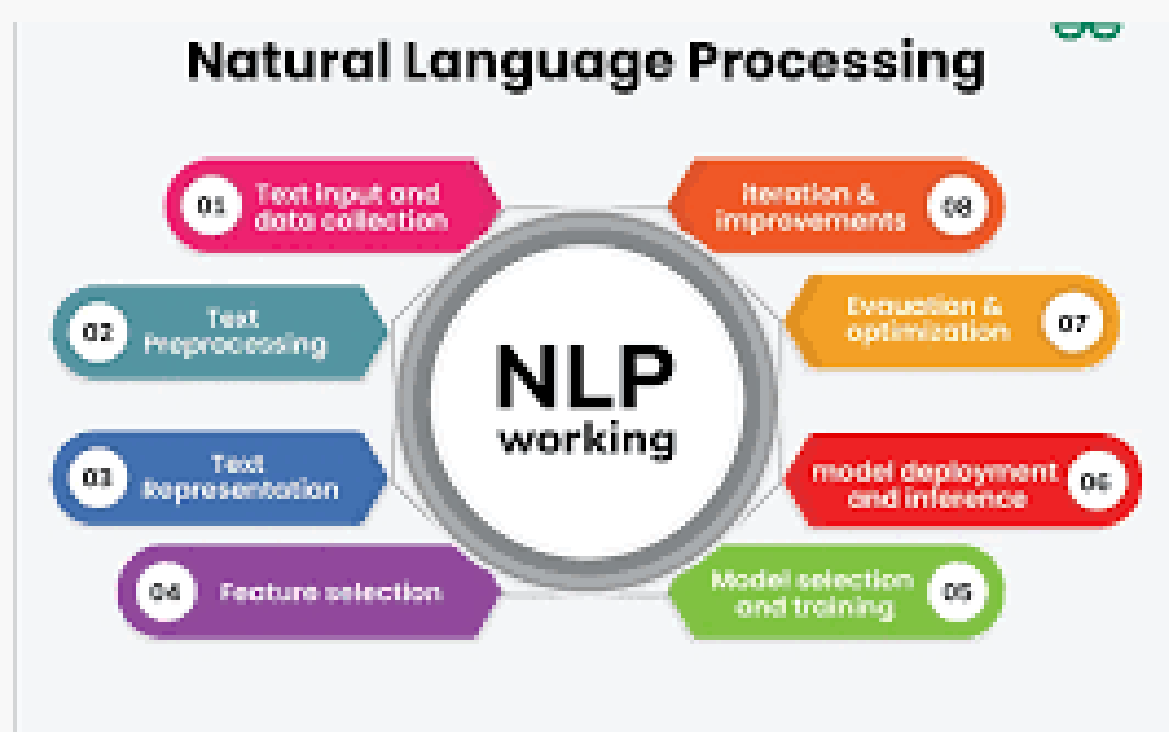 Natural Language Processing
01
Text input and
data collection
02
Text
Preprocessing
03
Text
Representation
04
Feature selection
NLP
working
iteration &
improvements
08
Evauation &
optimization
07
model deployment
and inference
06
Model selection
and training
05